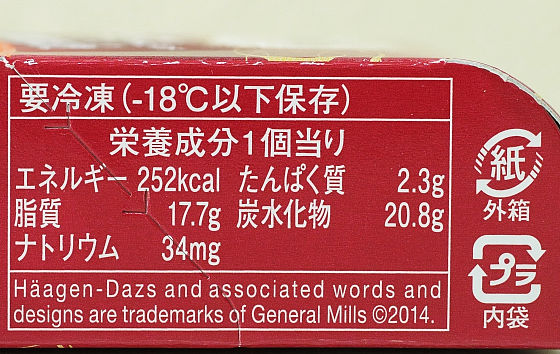 要冷凍(-18℃以下保存)
栄養成分1個当り
エネルギー 252kcal たんぱく質 2.3g
脂質 17.7g 炭水化物 20.8g
ナトリウム 34mg
Häagen-Dazs and associated words and
designs are trademarks of General Mills ©2014.
紙
外箱
プラ
内袋